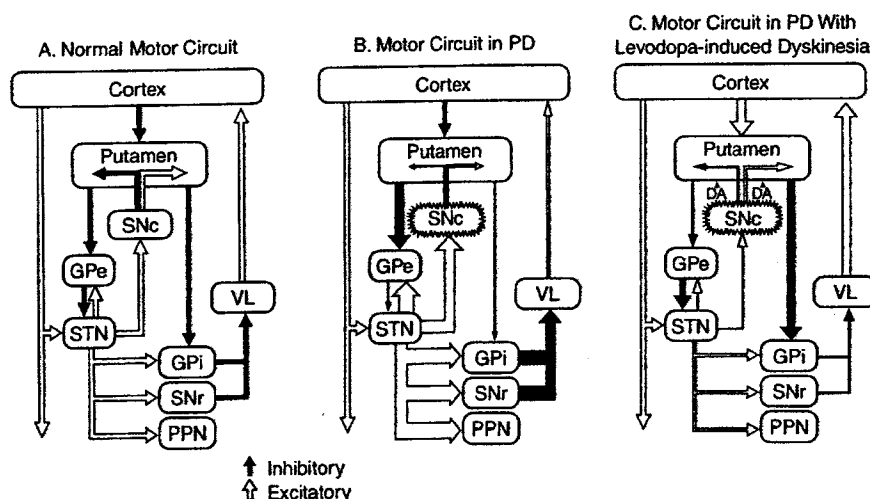 A. Normal Motor Circuit
Cortex
Putamen
SNc
GPe
VL
STN
GPi
SNr
PPN
B. Motor Circuit in PD
Cortex
Putamen
SNc
GPe
VL
STN
GPi
SNr
PPN
C. Motor Circuit in PD With
Levodopa-induced Dyskinesia
Cortex
Putamen
DA DA
SNc
GPe
VL
STN
GPi
SNr
PPN
Inhibitory
Excitatory